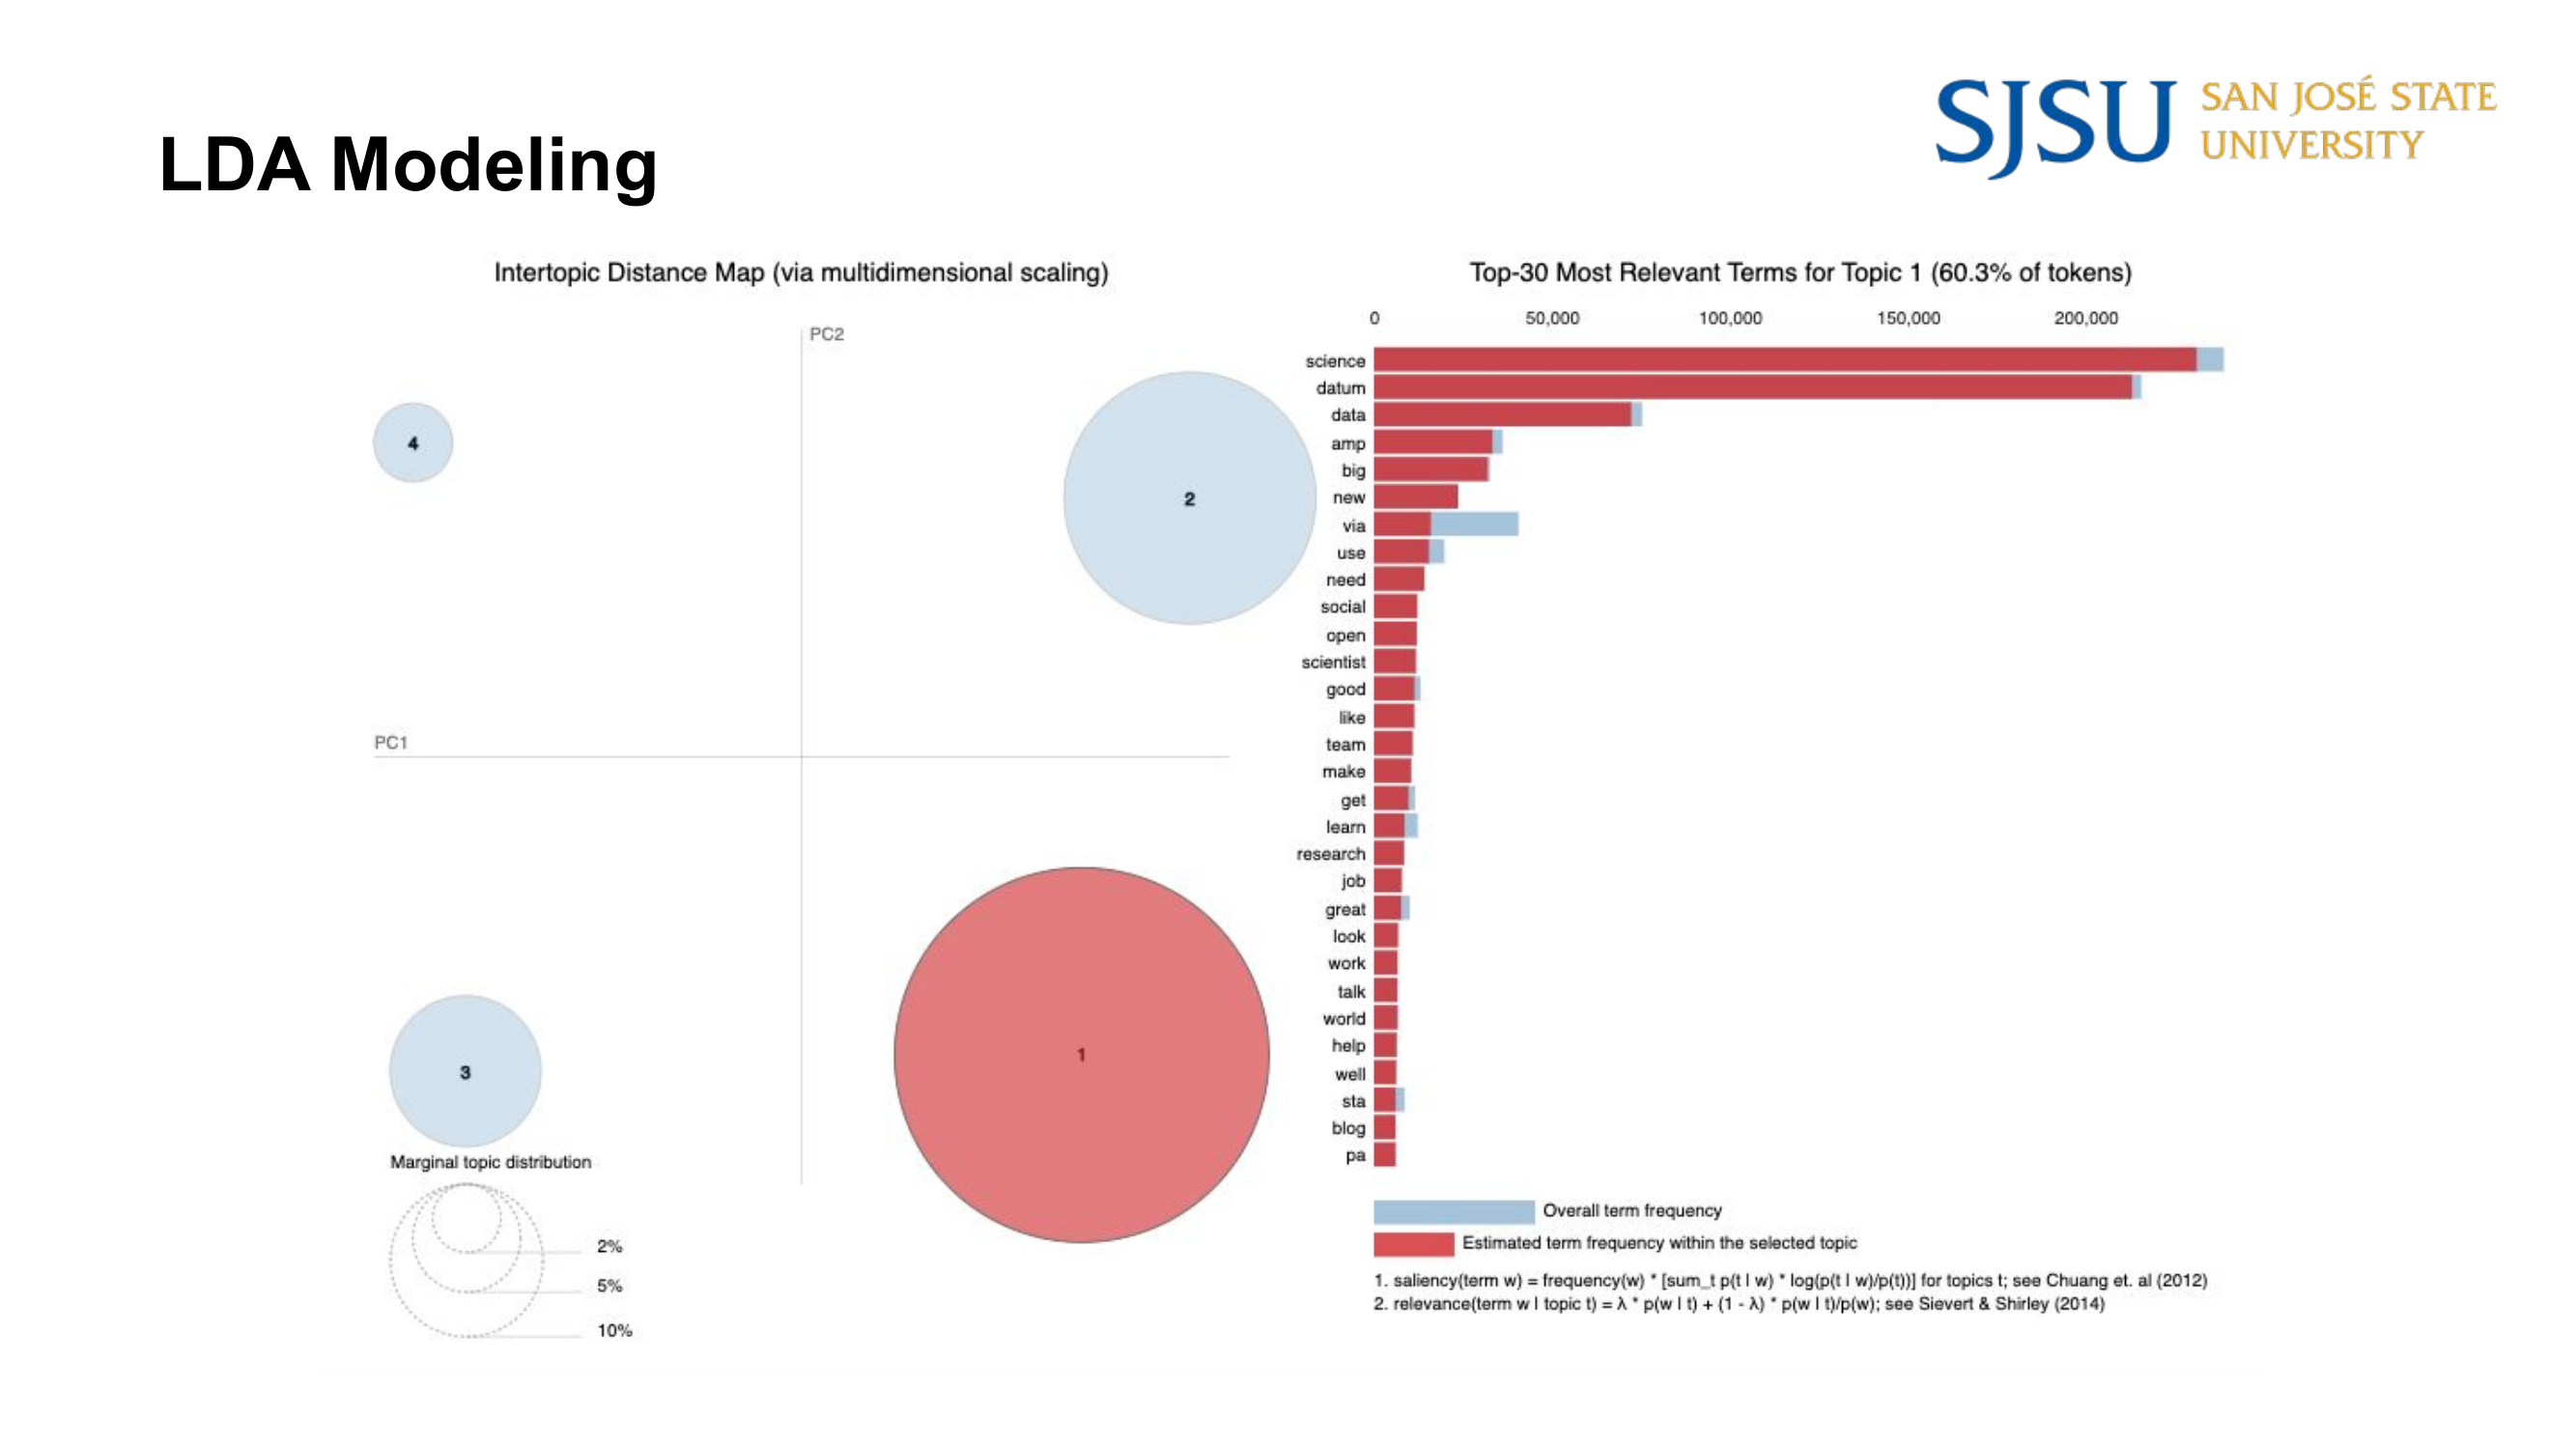 SJSU SAN JOSÉ STATE
UNIVERSITY
LDA Modeling
Intertopic Distance Map (via multidimensional scaling)
PC2
4
2
PC1
3
1
Marginal topic distribution
2%
5%
10%
Top-30 Most Relevant Terms for Topic 1 (60.3% of tokens)
0 50,000 100,000 150,000 200,000
science
datum
data
amp
big
new
via
use
need
social
open
scientist
good
like
team
make
get
learn
research
job
great
look
work
talk
world
help
well
sta
blog
pa
Overall term frequency
Estimated term frequency within the selected topic
1. saliency(term w) = frequency(w) * [sum_t p(t | w) * log(p(t | w)/p(t))] for topics t; see Chuang et. al (2012)
2. relevance(term w | topic t) = λ * p(w | t) + (1 - λ) * p(w | t)/p(w); see Sievert & Shirley (2014)